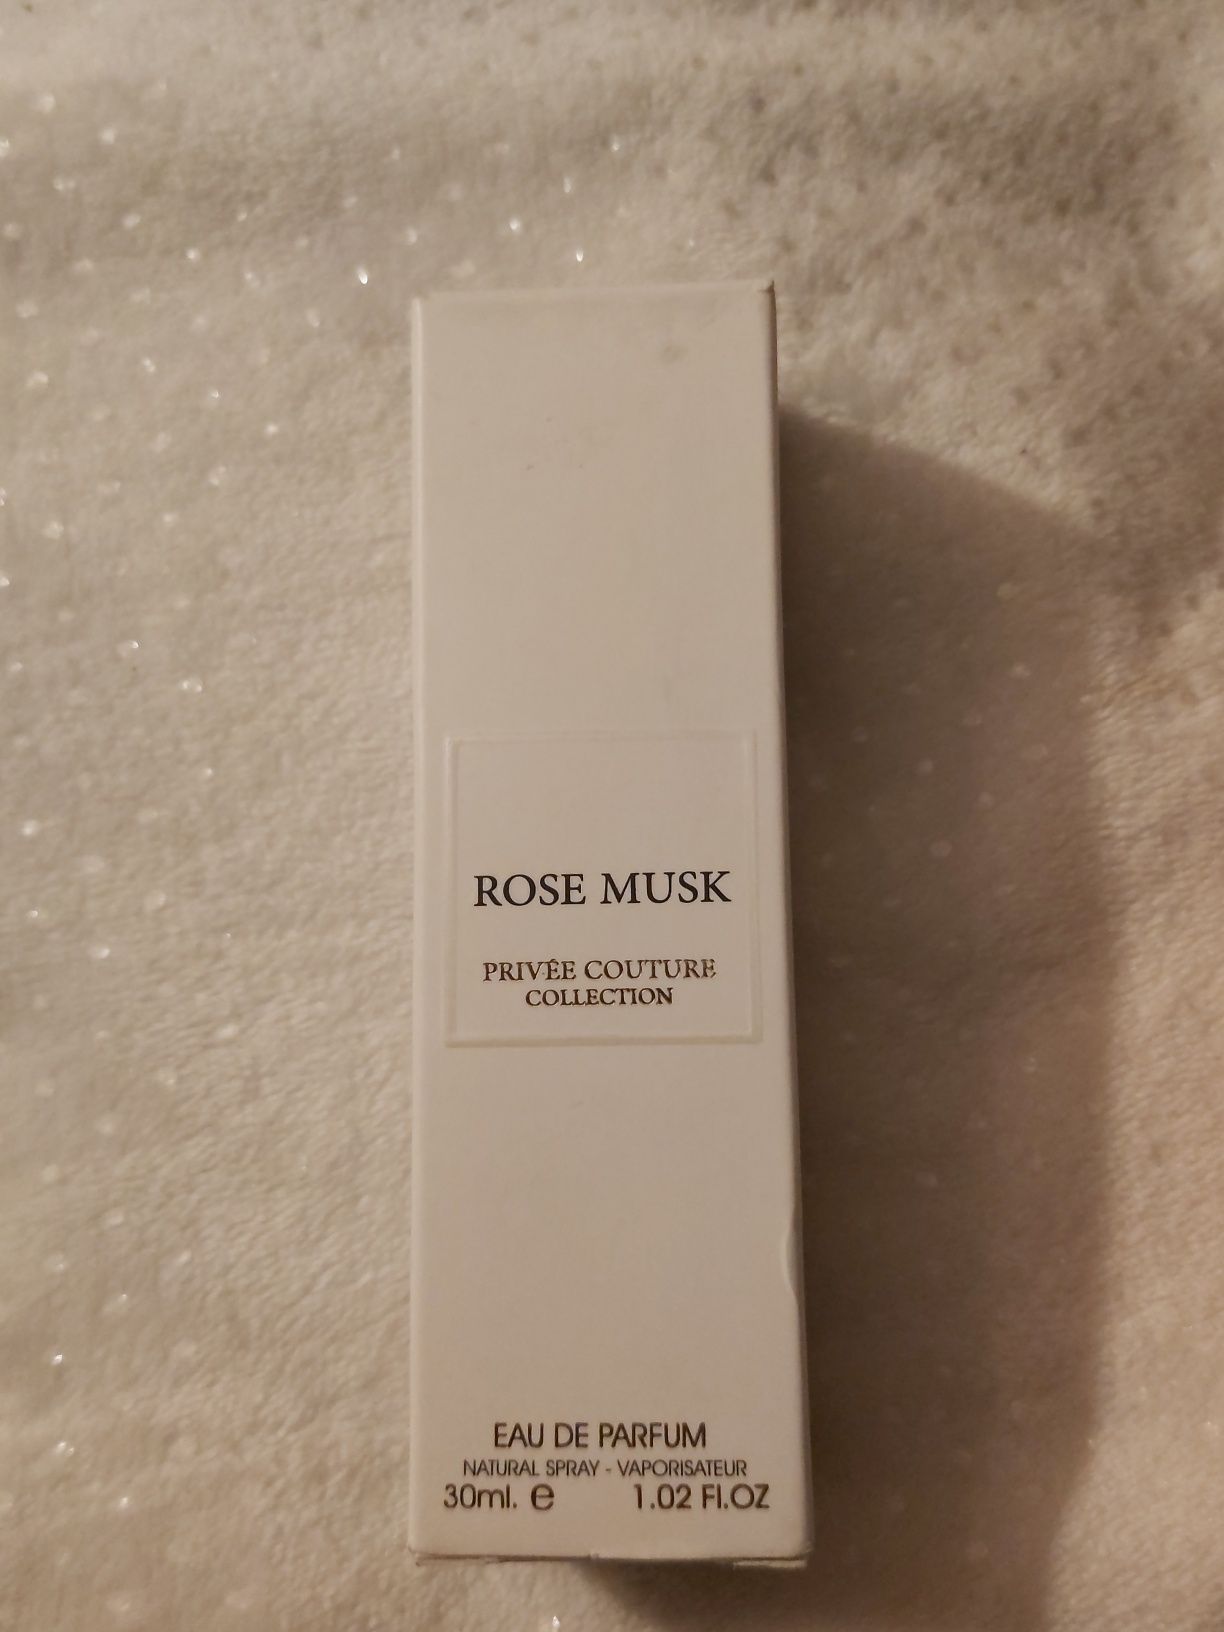 ROSE MUSK
PRIVÉE COUTURE
COLLECTION
EAU DE PARFUM
NATURAL SPRAY - VAPORISATEUR
30ml. ℮ 1.02 Fl.OZ